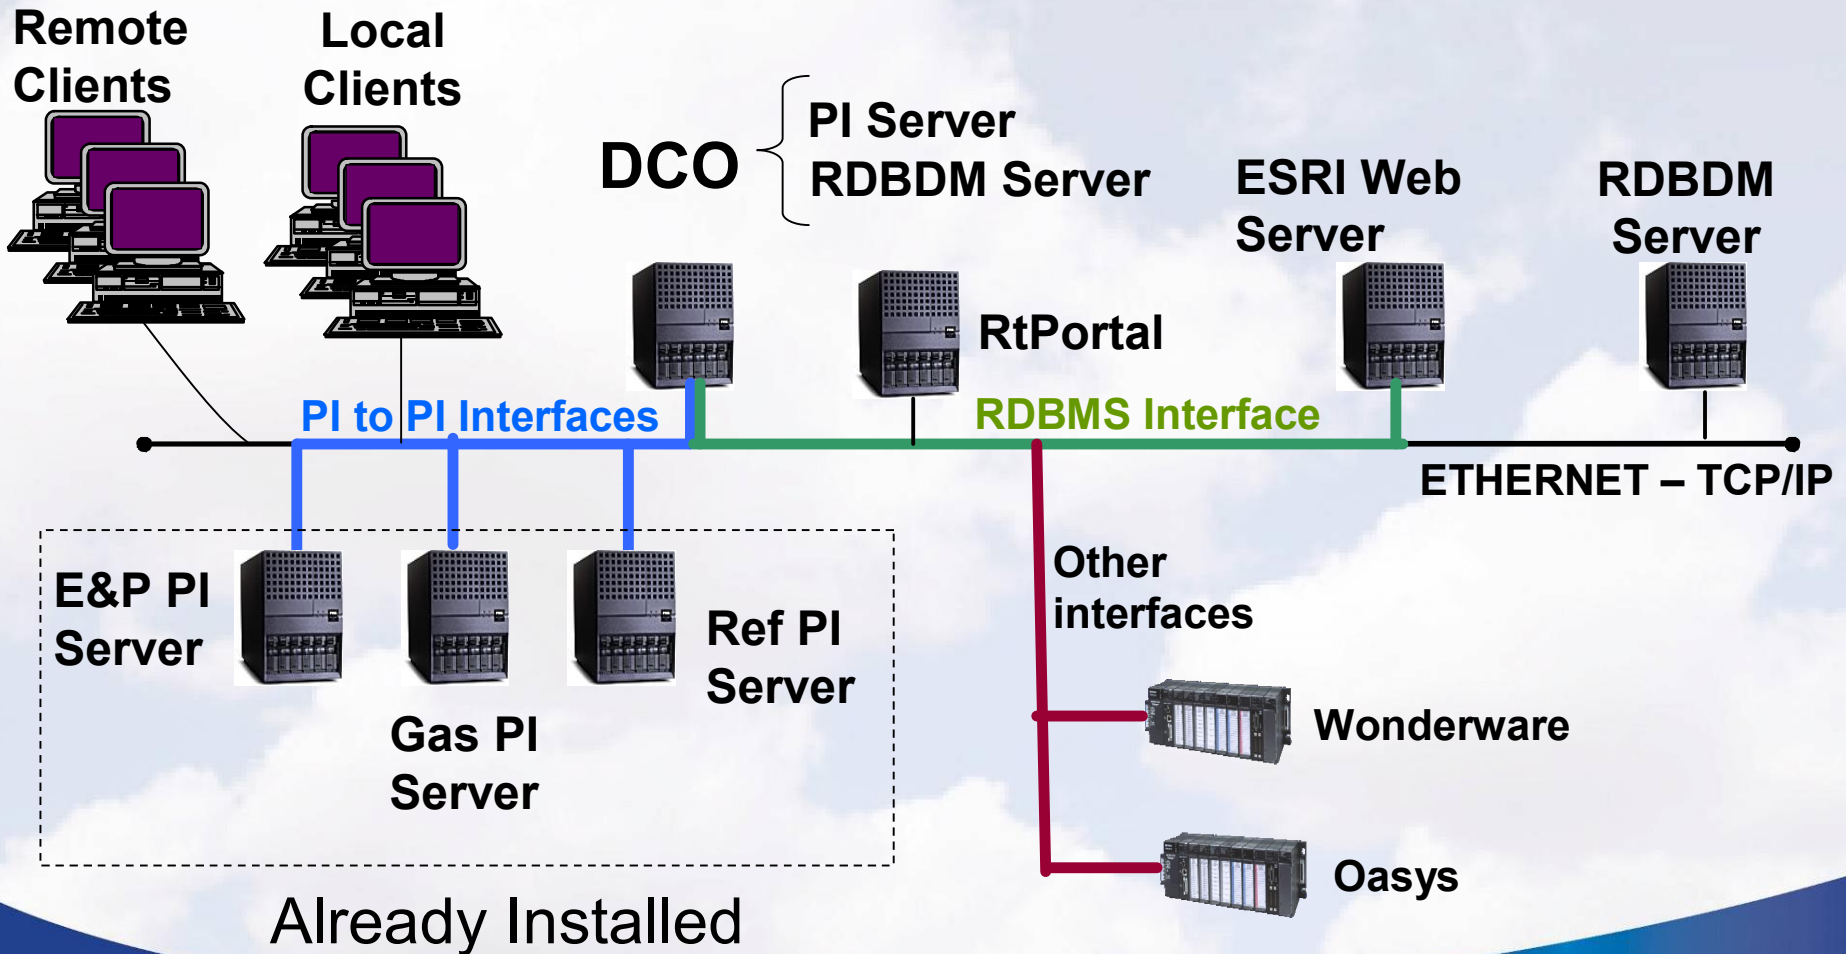 Remote
Clients
Local
Clients
DCO
PI Server
RDBDM Server
ESRI Web
Server
RDBDM
Server
RtPortal
PI to PI Interfaces
RDBMS Interface
ETHERNET – TCP/IP
E&P PI
Server
Gas PI
Server
Ref PI
Server
Other
interfaces
Wonderware
Oasys
Already Installed